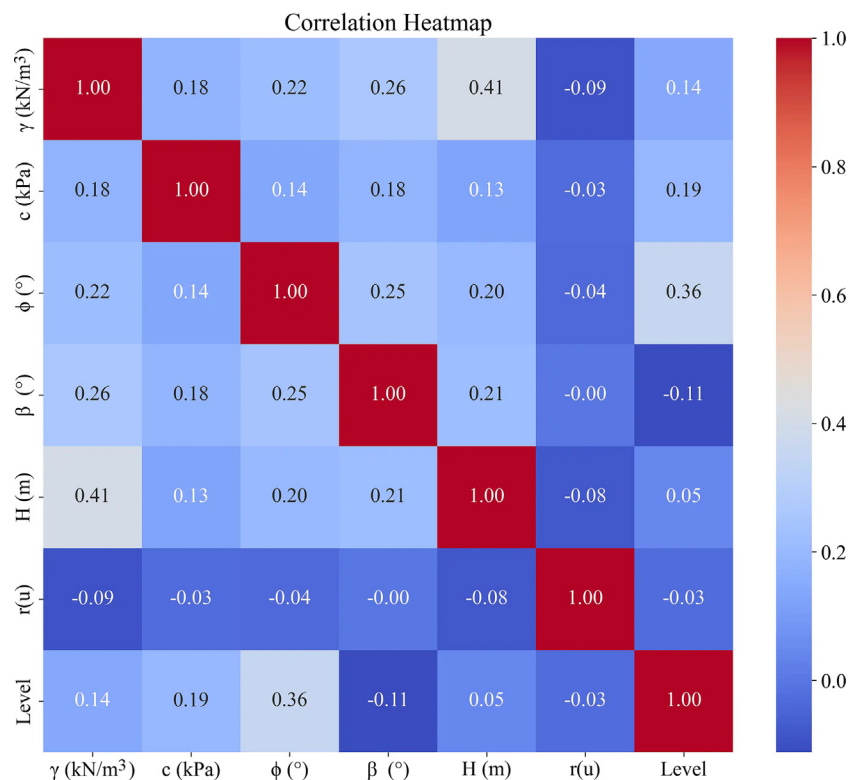 Correlation Heatmap
γ (kN/m³) 1.00 0.18 0.22 0.26 0.41 -0.09 0.14
c (kPa) 0.18 1.00 0.14 0.18 0.13 -0.03 0.19
ϕ (°) 0.22 0.14 1.00 0.25 0.20 -0.04 0.36
β (°) 0.26 0.18 0.25 1.00 0.21 -0.00 -0.11
H (m) 0.41 0.13 0.20 0.21 1.00 -0.08 0.05
r(u) -0.09 -0.03 -0.04 -0.00 -0.08 1.00 -0.03
Level 0.14 0.19 0.36 -0.11 0.05 -0.03 1.00
γ (kN/m³) c (kPa) ϕ (°) β (°) H (m) r(u) Level
1.0
0.8
0.6
0.4
0.2
0.0